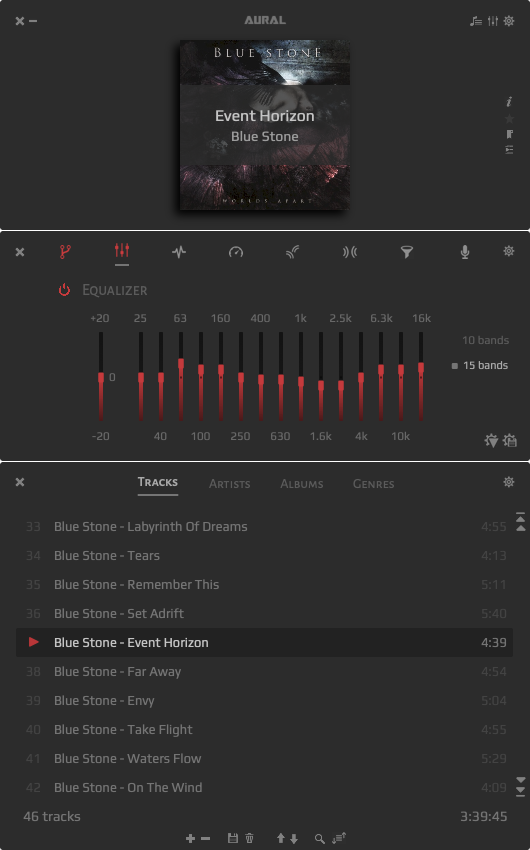 AURAL
BLUE STONE
Event Horizon
Blue Stone
WORLDS APART
EQUALIZER
+20 25 63 160 400 1k 2.5k 6.3k 16k
10 bands
15 bands
0
-20 40 100 250 630 1.6k 4k 10k
TRACKS ARTISTS ALBUMS GENRES
33 Blue Stone - Labyrinth Of Dreams 4:55
34 Blue Stone - Tears 4:13
35 Blue Stone - Remember This 5:11
36 Blue Stone - Set Adrift 5:40
Blue Stone - Event Horizon 4:39
38 Blue Stone - Far Away 4:54
39 Blue Stone - Envy 5:04
40 Blue Stone - Take Flight 4:55
41 Blue Stone - Waters Flow 5:29
42 Blue Stone - On The Wind 4:09
46 tracks 3:39:45